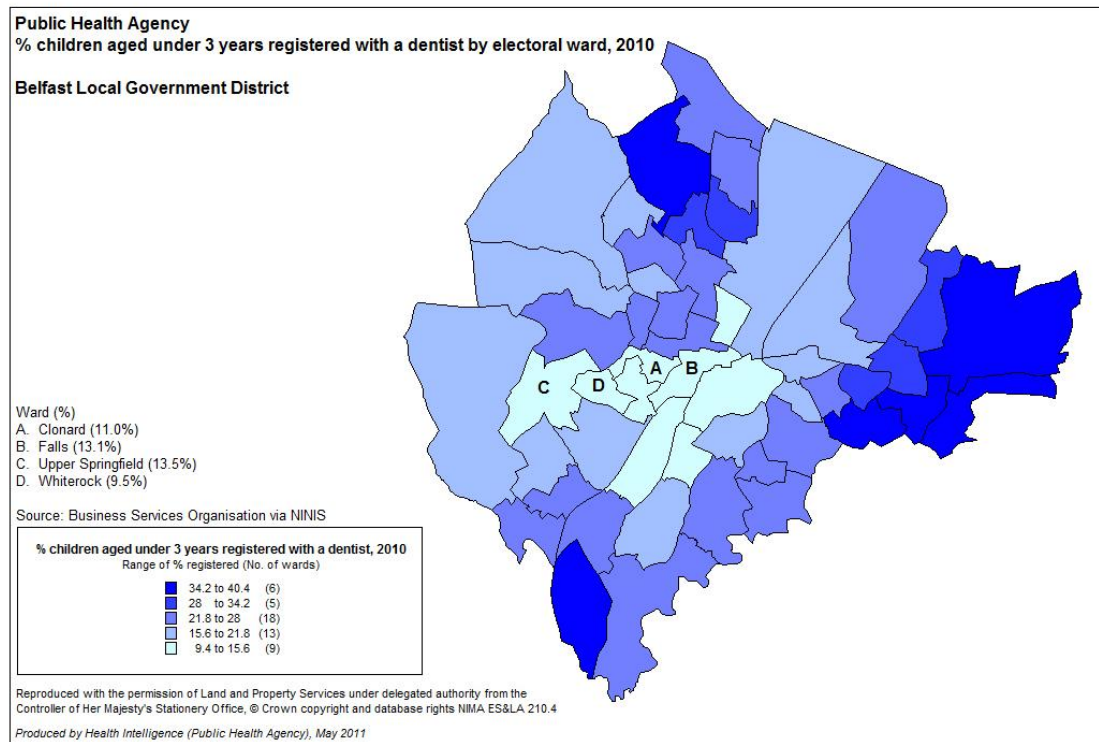 Public Health Agency
% children aged under 3 years registered with a dentist by electoral ward, 2010
Belfast Local Government District
A
B
C
D
Ward (%)
A. Clonard (11.0%)
B. Falls (13.1%)
C. Upper Springfield (13.5%)
D. Whiterock (9.5%)
Source: Business Services Organisation via NINIS
% children aged under 3 years registered with a dentist, 2010
Range of % registered (No. of wards)
34.2 to 40.4 (6)
28 to 34.2 (5)
21.8 to 28 (18)
15.6 to 21.8 (13)
9.4 to 15.6 (9)
Reproduced with the permission of Land and Property Services under delegated authority from the
Controller of Her Majesty's Stationery Office, © Crown copyright and database rights NIMA ES&LA 210.4
Produced by Health Intelligence (Public Health Agency), May 2011